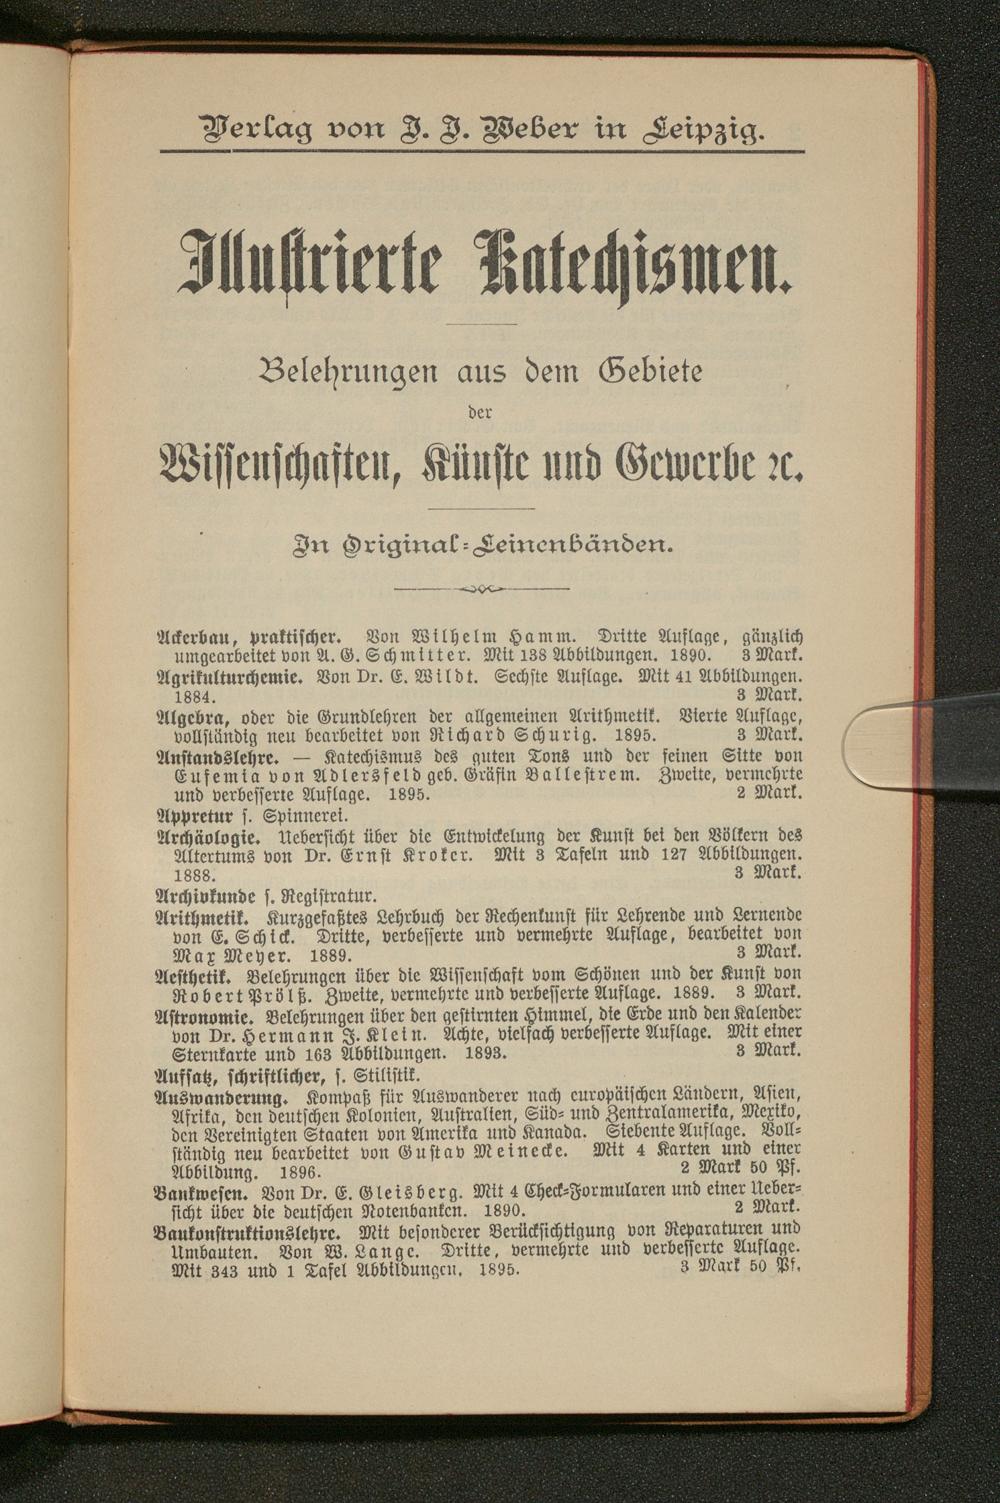 Verlag von J. J. Weber in Leipzig.
Illustrierte Katechismen.
Belehrungen aus dem Gebiete
der
Wissenschaften, Künste und Gewerbe ꝛc.
In Original-Leinenbänden.
Ackerbau, praktischer. Von Wilhelm Hamm. Dritte Auflage, gänzlich
umgearbeitet von A. G. Schmitter. Mit 138 Abbildungen. 1890. 3 Mark.
Agrikulturchemie. Von Dr. E. Wildt. Sechste Auflage. Mit 41 Abbildungen.
1884. 3 Mark.
Algebra, oder die Grundlehren der allgemeinen Arithmetik. Vierte Auflage,
vollständig neu bearbeitet von Richard Schurig. 1895. 3 Mark.
Anstandslehre. — Katechismus des guten Tons und der feinen Sitte von
Eufemia von Adlersfeld geb. Gräfin Ballestrem. Zweite, vermehrte
und verbesserte Auflage. 1895. 2 Mark.
Appretur s. Spinnerei.
Archäologie. Uebersicht über die Entwickelung der Kunst bei den Völkern des
Altertums von Dr. Ernst Kroker. Mit 3 Tafeln und 127 Abbildungen.
1888. 3 Mark.
Archivkunde s. Registratur.
Arithmetik. Kurzgefaßtes Lehrbuch der Rechenkunst für Lehrende und Lernende
von E. Schick. Dritte, verbesserte und vermehrte Auflage, bearbeitet von
Max Meyer. 1889. 3 Mark.
Aesthetik. Belehrungen über die Wissenschaft vom Schönen und der Kunst von
Robert Prölß. Zweite, vermehrte und verbesserte Auflage. 1889. 3 Mark.
Astronomie. Belehrungen über den gestirnten Himmel, die Erde und den Kalender
von Dr. Hermann J. Klein. Achte, vielfach verbesserte Auflage. Mit einer
Sternkarte und 163 Abbildungen. 1893. 3 Mark.
Aufsatz, schriftlicher, s. Stilistik.
Auswanderung. Kompaß für Auswanderer nach europäischen Ländern, Asien,
Afrika, den deutschen Kolonien, Australien, Süd- und Zentralamerika, Mexiko,
den Vereinigten Staaten von Amerika und Kanada. Siebente Auflage. Voll-
ständig neu bearbeitet von Gustav Meinecke. Mit 4 Karten und einer
Abbildung. 1896. 2 Mark 50 Pf.
Bankwesen. Von Dr. E. Gleisberg. Mit 4 Check-Formularen und einer Ueber-
sicht über die deutschen Notenbanken. 1890. 2 Mark.
Baukonstruktionslehre. Mit besonderer Berücksichtigung von Reparaturen und
Umbauten. Von W. Lange. Dritte, vermehrte und verbesserte Auflage.
Mit 343 und 1 Tafel Abbildungen. 1895. 3 Mark 50 Pf.